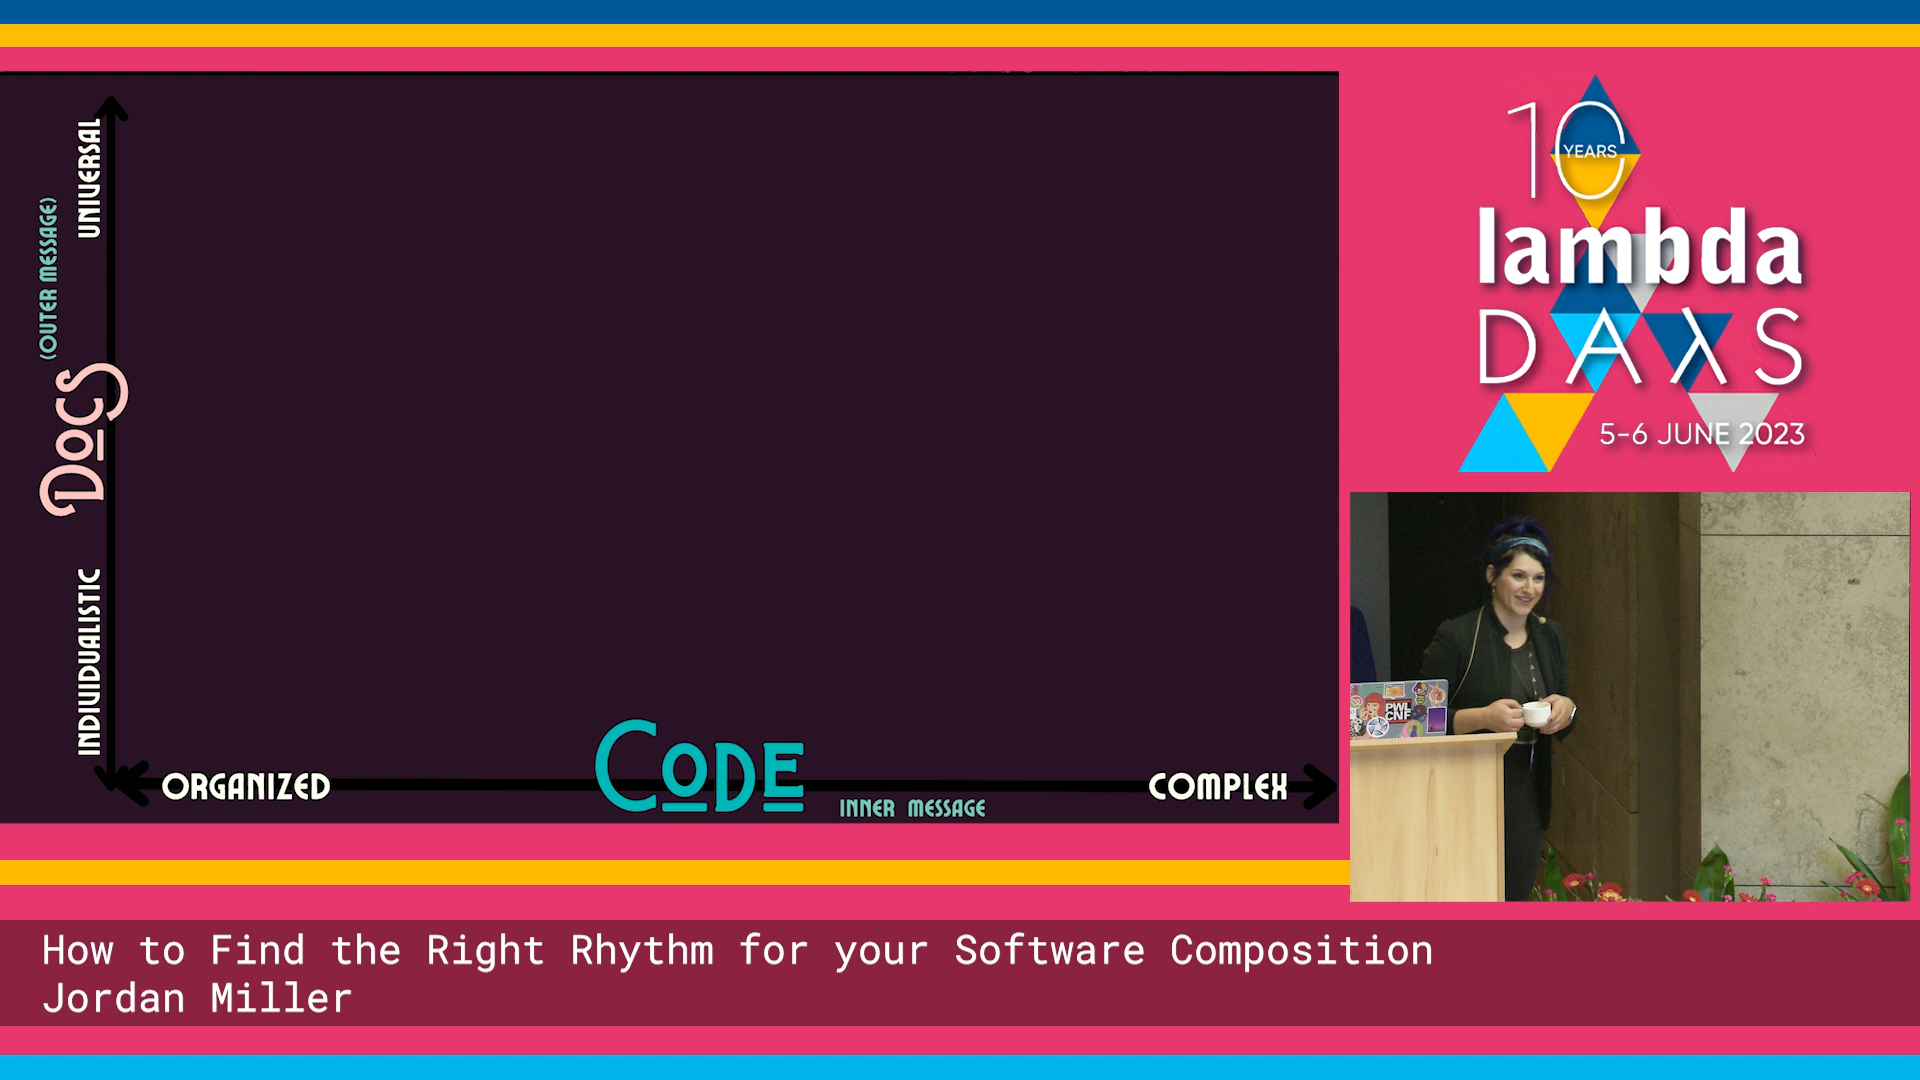 UNIVERSAL
(OUTER MESSAGE)
DOCS
INDIVIDUALISTIC
ORGANIZED
CODE
INNER MESSAGE
COMPLEX
10
YEARS
lambda
DAλS
5-6 JUNE 2023
PWL
CNF
How to Find the Right Rhythm for your Software Composition
Jordan Miller